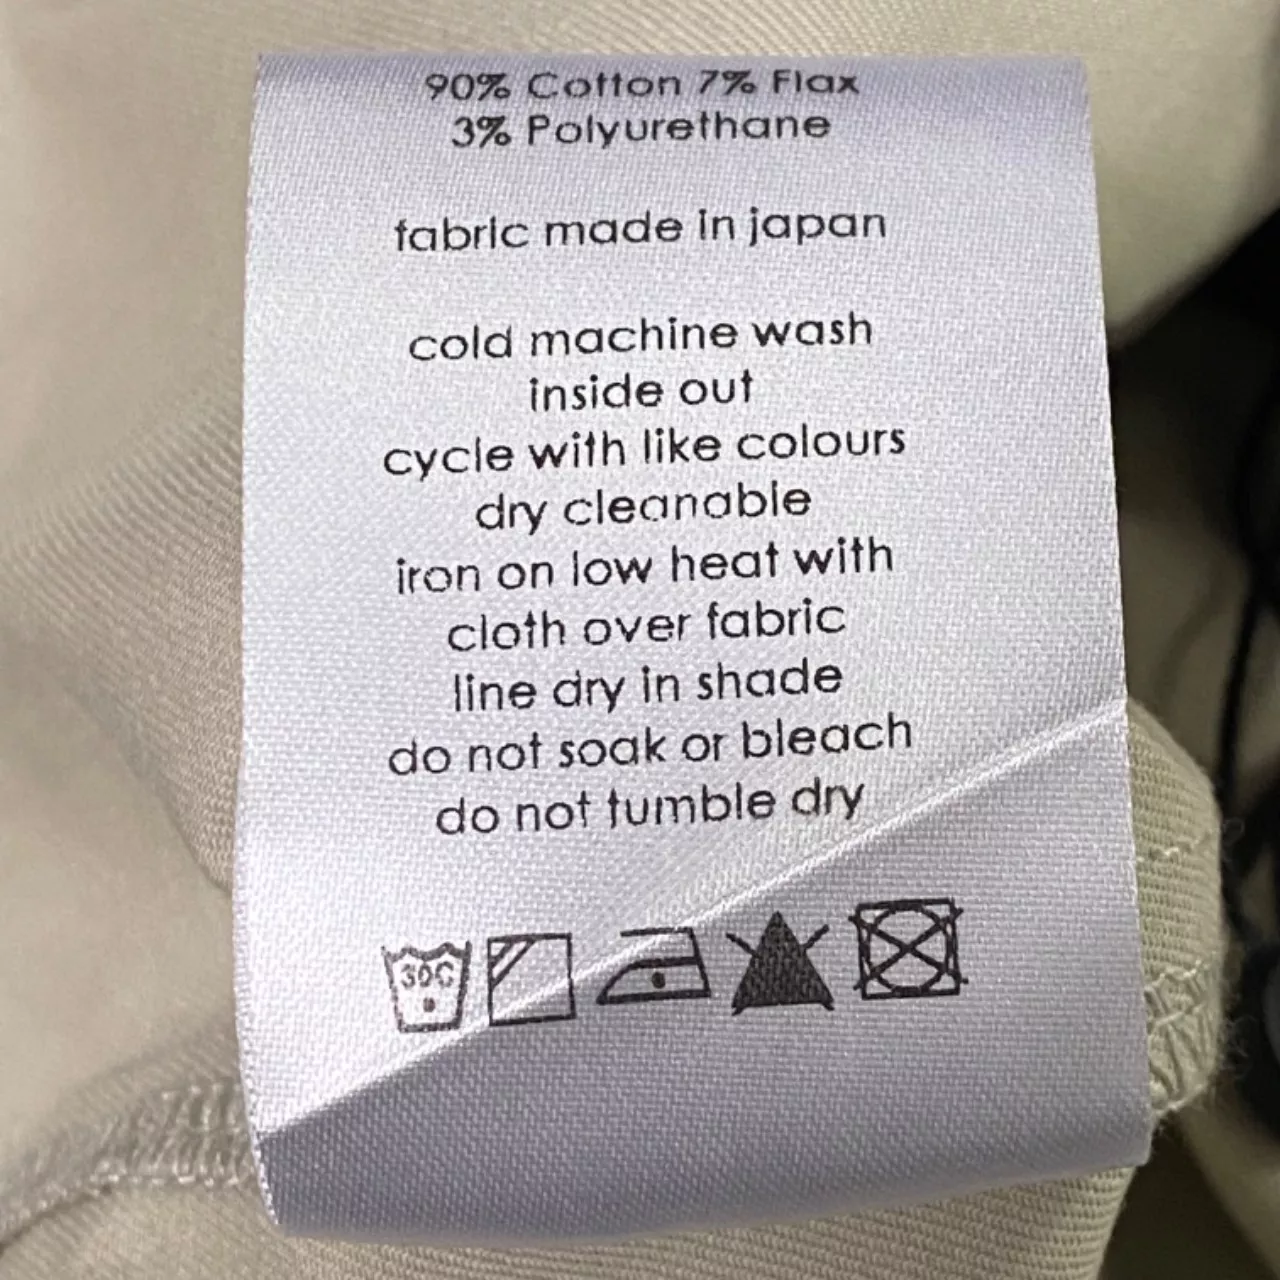 90% Cotton 7% Flax
3% Polyurethane
fabric made in japan
cold machine wash
inside out
cycle with like colours
dry cleanable
iron on low heat with
cloth over fabric
line dry in shade
do not soak or bleach
do not tumble dry
30C